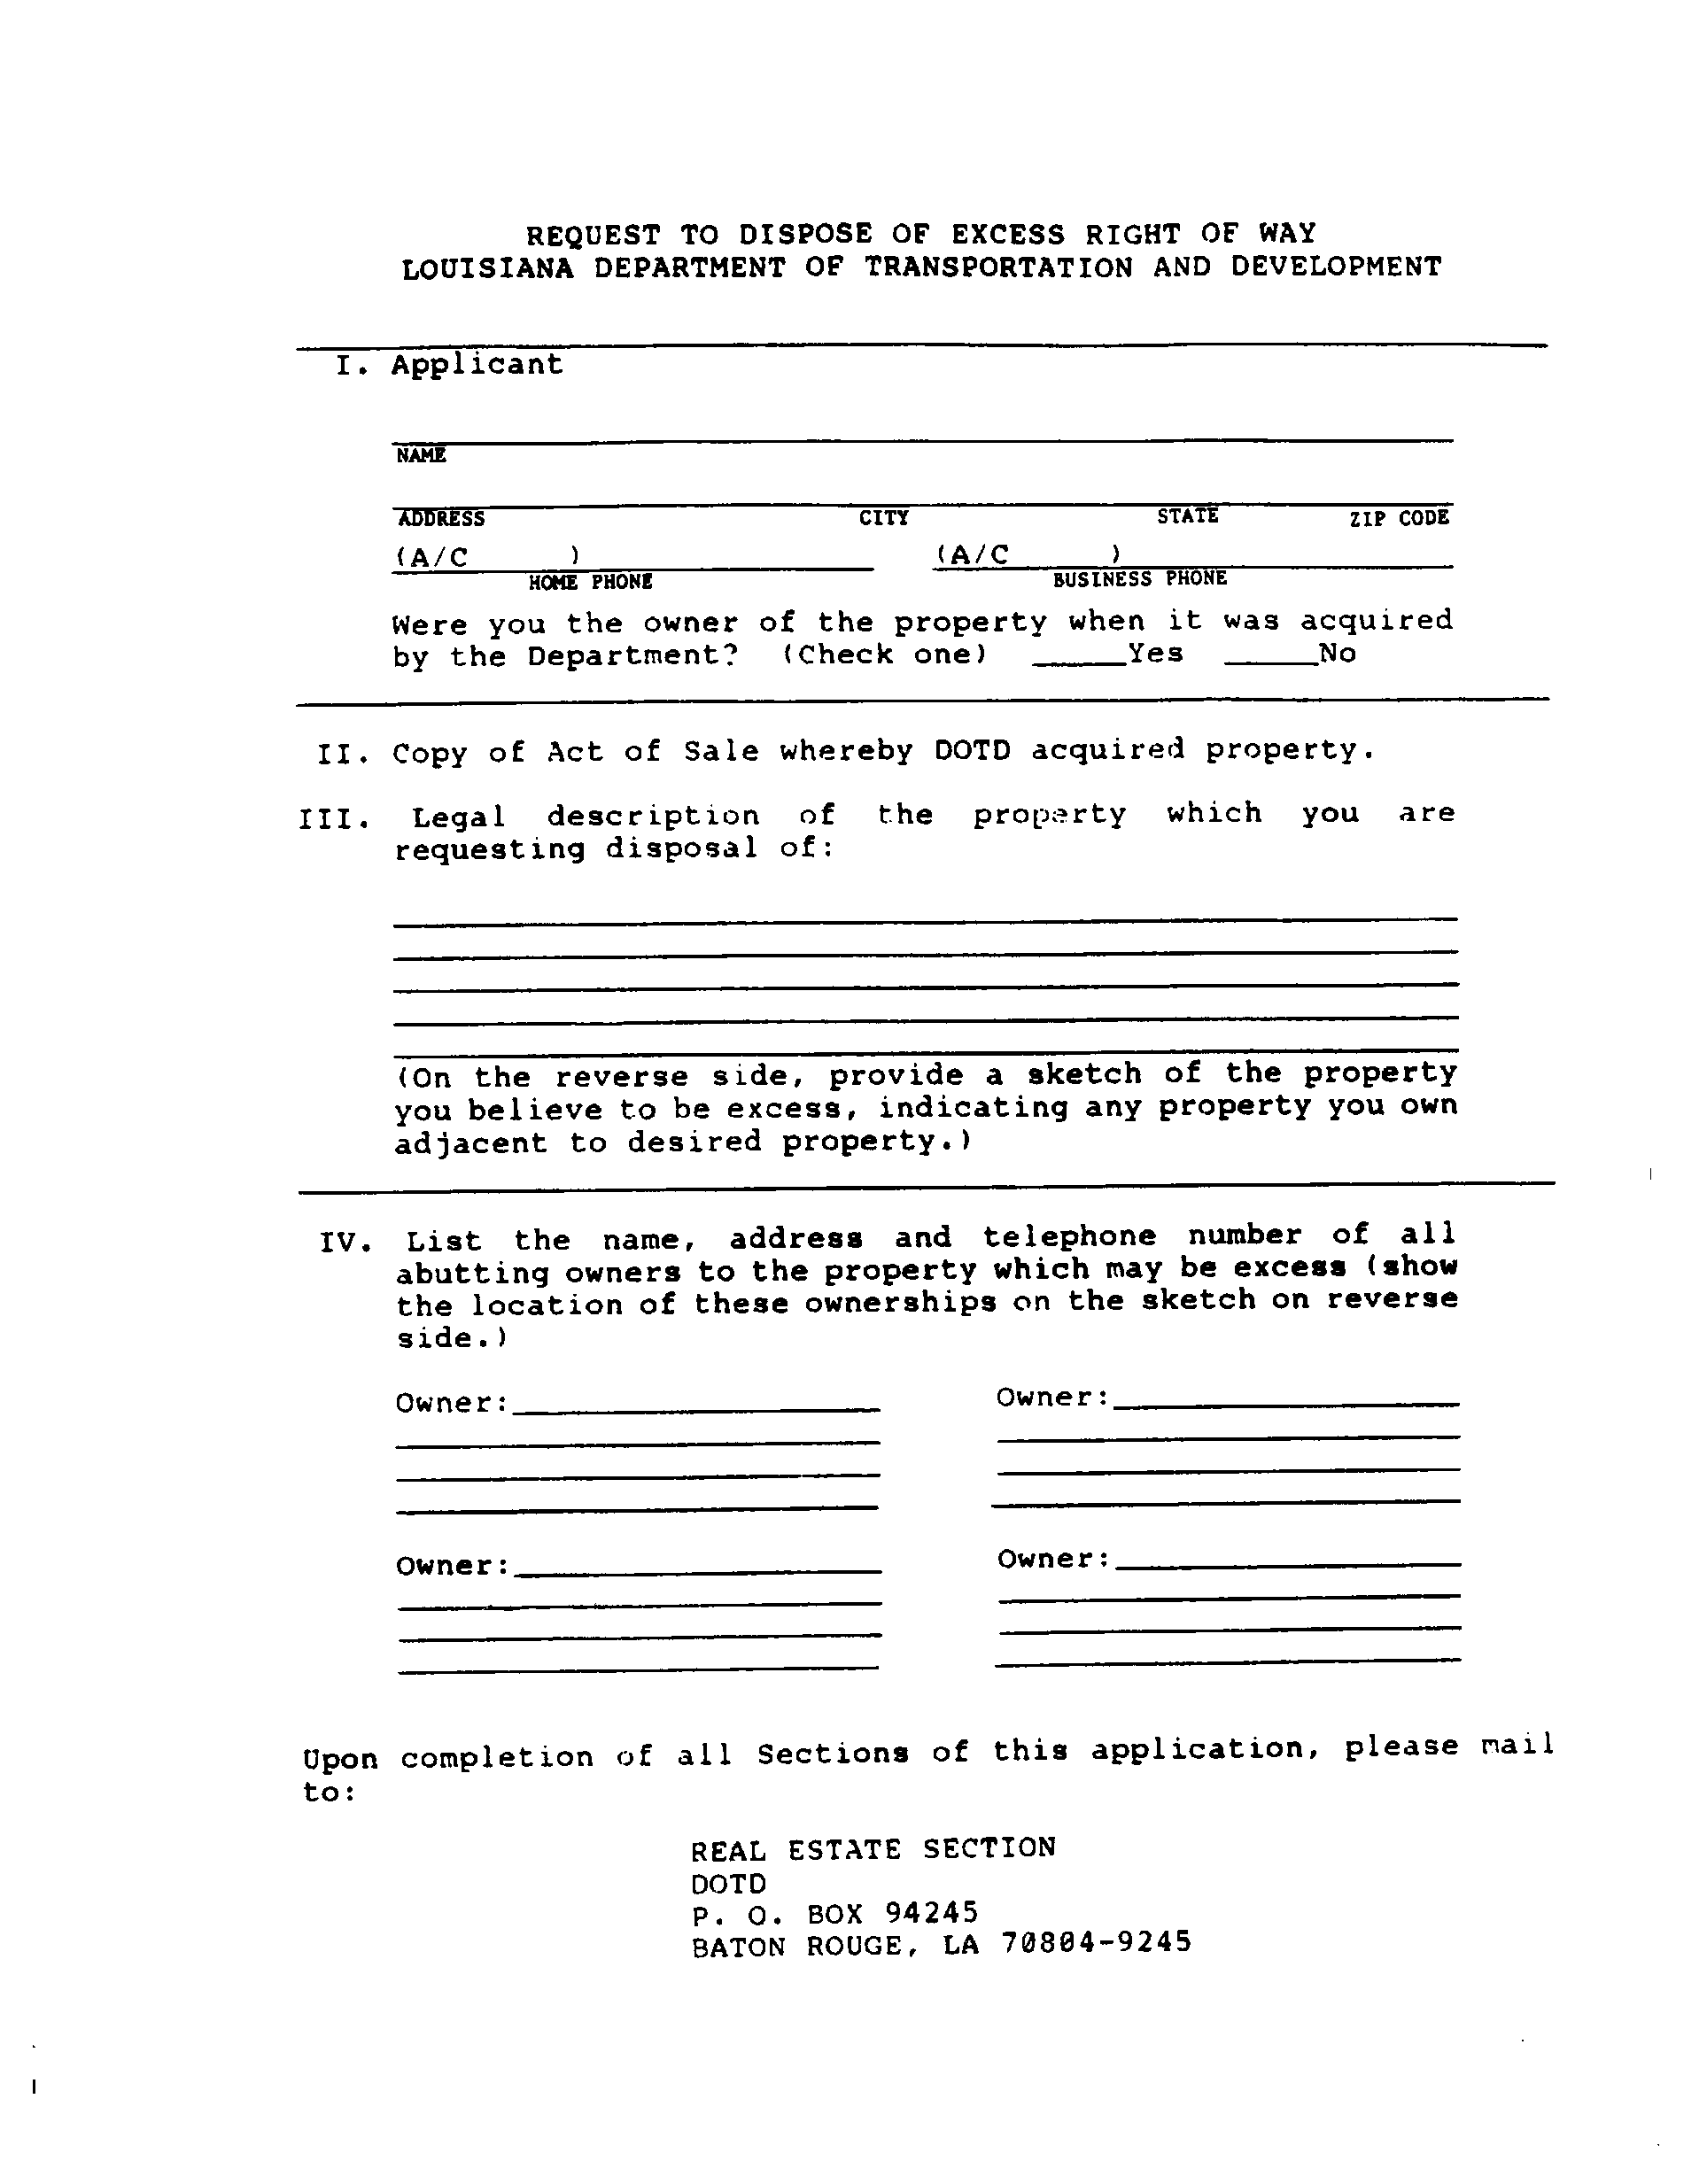 REQUEST TO DISPOSE OF EXCESS RIGHT OF WAY
LOUISIANA DEPARTMENT OF TRANSPORTATION AND DEVELOPMENT
I. Applicant
NAME
ADDRESS CITY STATE ZIP CODE
(A/C ) (A/C )
HOME PHONE BUSINESS PHONE
Were you the owner of the property when it was acquired
by the Department? (Check one) _____Yes _____No
II. Copy of Act of Sale whereby DOTD acquired property.
III. Legal description of the property which you are
requesting disposal of:
(On the reverse side, provide a sketch of the property
you believe to be excess, indicating any property you own
adjacent to desired property.)
IV. List the name, address and telephone number of all
abutting owners to the property which may be excess (show
the location of these ownerships on the sketch on reverse
side.)
Owner: Owner:
Owner: Owner:
Upon completion of all Sections of this application, please mail
to:
REAL ESTATE SECTION
DOTD
P. O. BOX 94245
BATON ROUGE, LA 70804-9245